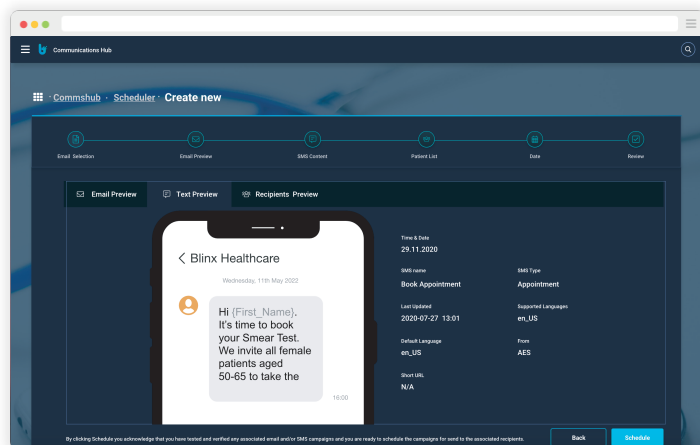 Communications Hub
Commshub · Scheduler · Create new
Email Selection
Email Preview
SMS Content
Patient List
Date
Review
Email Preview
Text Preview
Recipients Preview
Blinx Healthcare
Wednesday, 11th May 2022
Hi {First_Name}.
It's time to book
your Smear Test.
We invite all female
patients aged
50-65 to take the
16:00
Time & Date
29.11.2020
SMS name
Book Appointment
SMS Type
Appointment
Last Updated
2020-07-27 13:01
Supported Languages
en_US
Default Language
en_US
From
AES
Short URL
N/A
By clicking Schedule you acknowledge that you have tested and verified any associated email and/or SMS campaigns and you are ready to schedule the campaigns for send to the associated recipients.
Back
Schedule